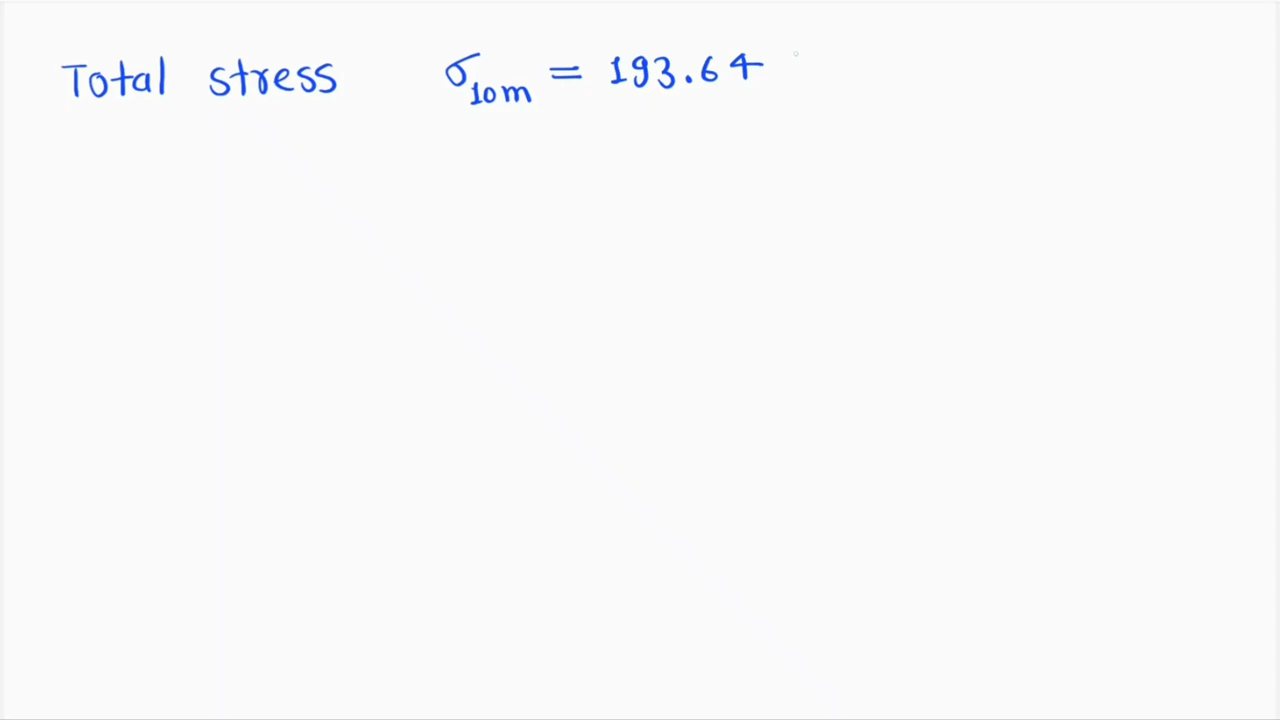 Total stress σ10m = 193.64